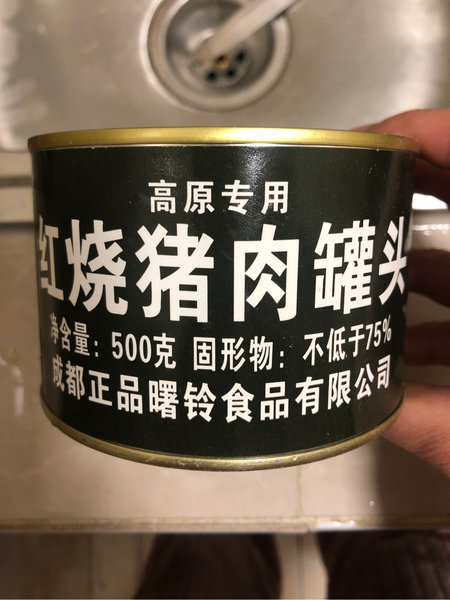 高原专用
红烧猪肉罐头
净含量：500克 固形物：不低于75%
成都正品曙铃食品有限公司